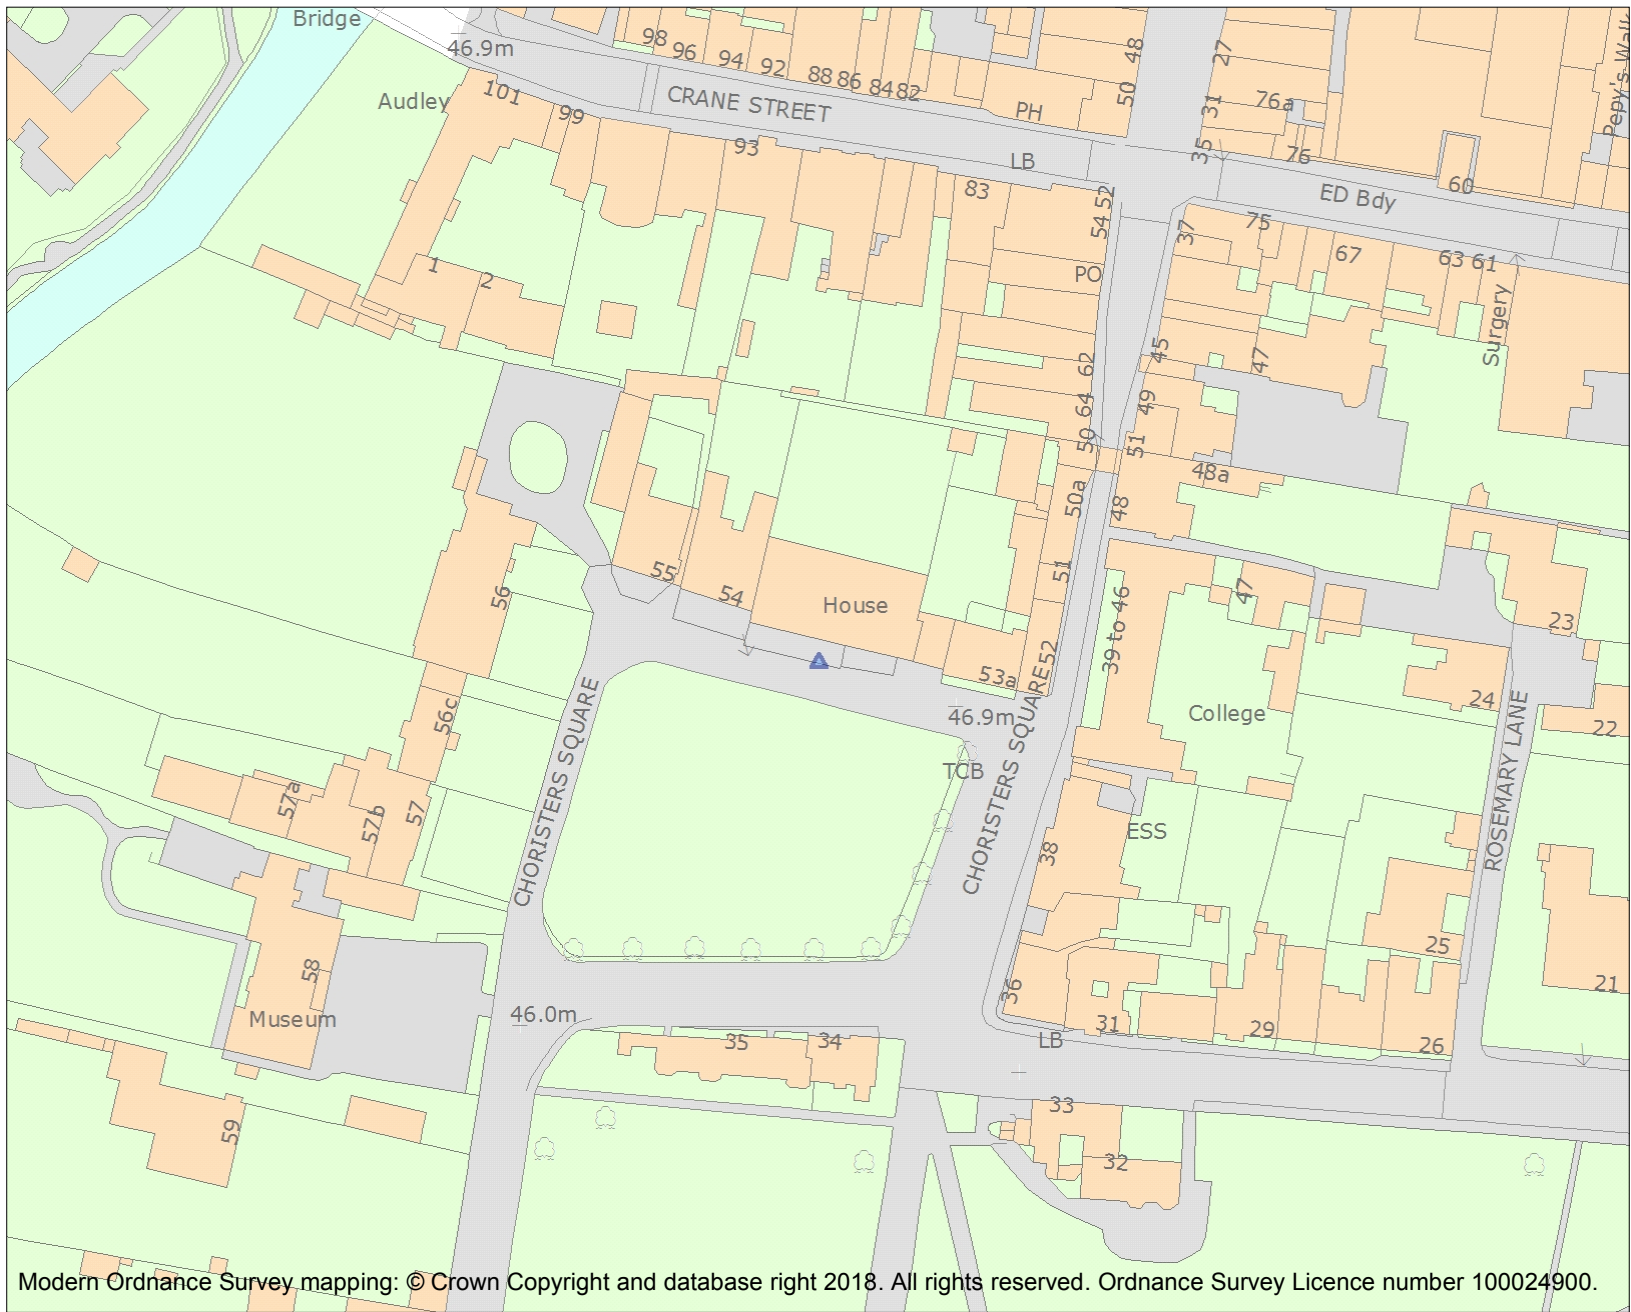 Bridge
46.9m
98
96
94
92
88
86
84
82
48
27
50
31
76a
PH
Pepy's Walk
Audley
101
99
CRANE STREET
93
LB
35
76
60
ED Bdy
83
52
54
37
75
67
63
61
Surgery
PO
1
2
62
45
47
64
49
50
51
48a
50a
48
51
55
54
56
House
39 to 46
47
23
52
53a
24
22
46.9m
CHORISTERS SQUARE
CHORISTERS SQUARE
TCB
College
ROSEMARY LANE
56c
57a
57b
57
ESS
38
25
21
58
Museum
46.0m
36
35
34
31
LB
29
26
33
32
59
Modern Ordnance Survey mapping: © Crown Copyright and database right 2018. All rights reserved. Ordnance Survey Licence number 100024900.